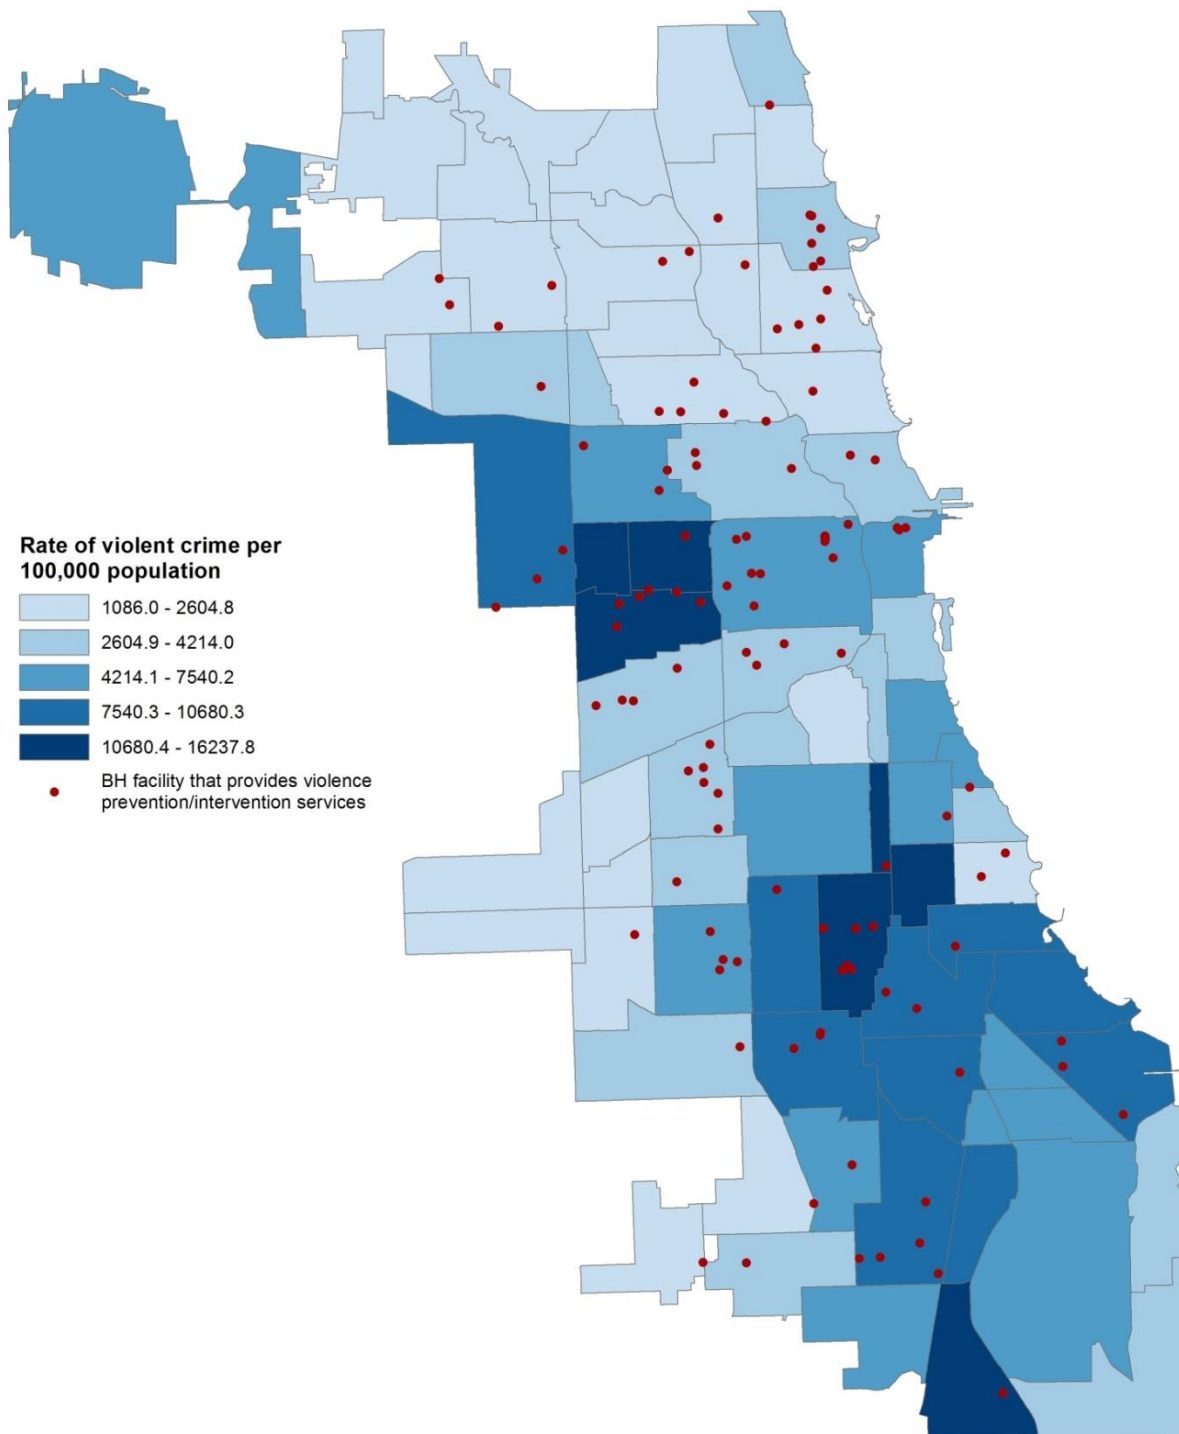 Rate of violent crime per
100,000 population
1086.0 - 2604.8
2604.9 - 4214.0
4214.1 - 7540.2
7540.3 - 10680.3
10680.4 - 16237.8
BH facility that provides violence
prevention/intervention services